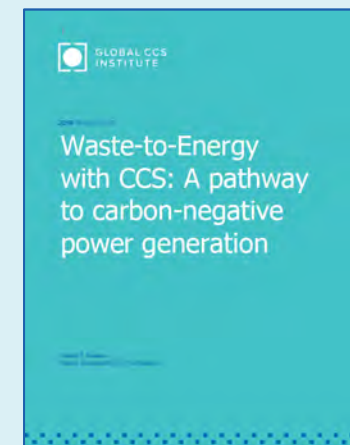 GLOBAL CCS
INSTITUTE
Waste-to-Energy
with CCS: A pathway
to carbon-negative
power generation